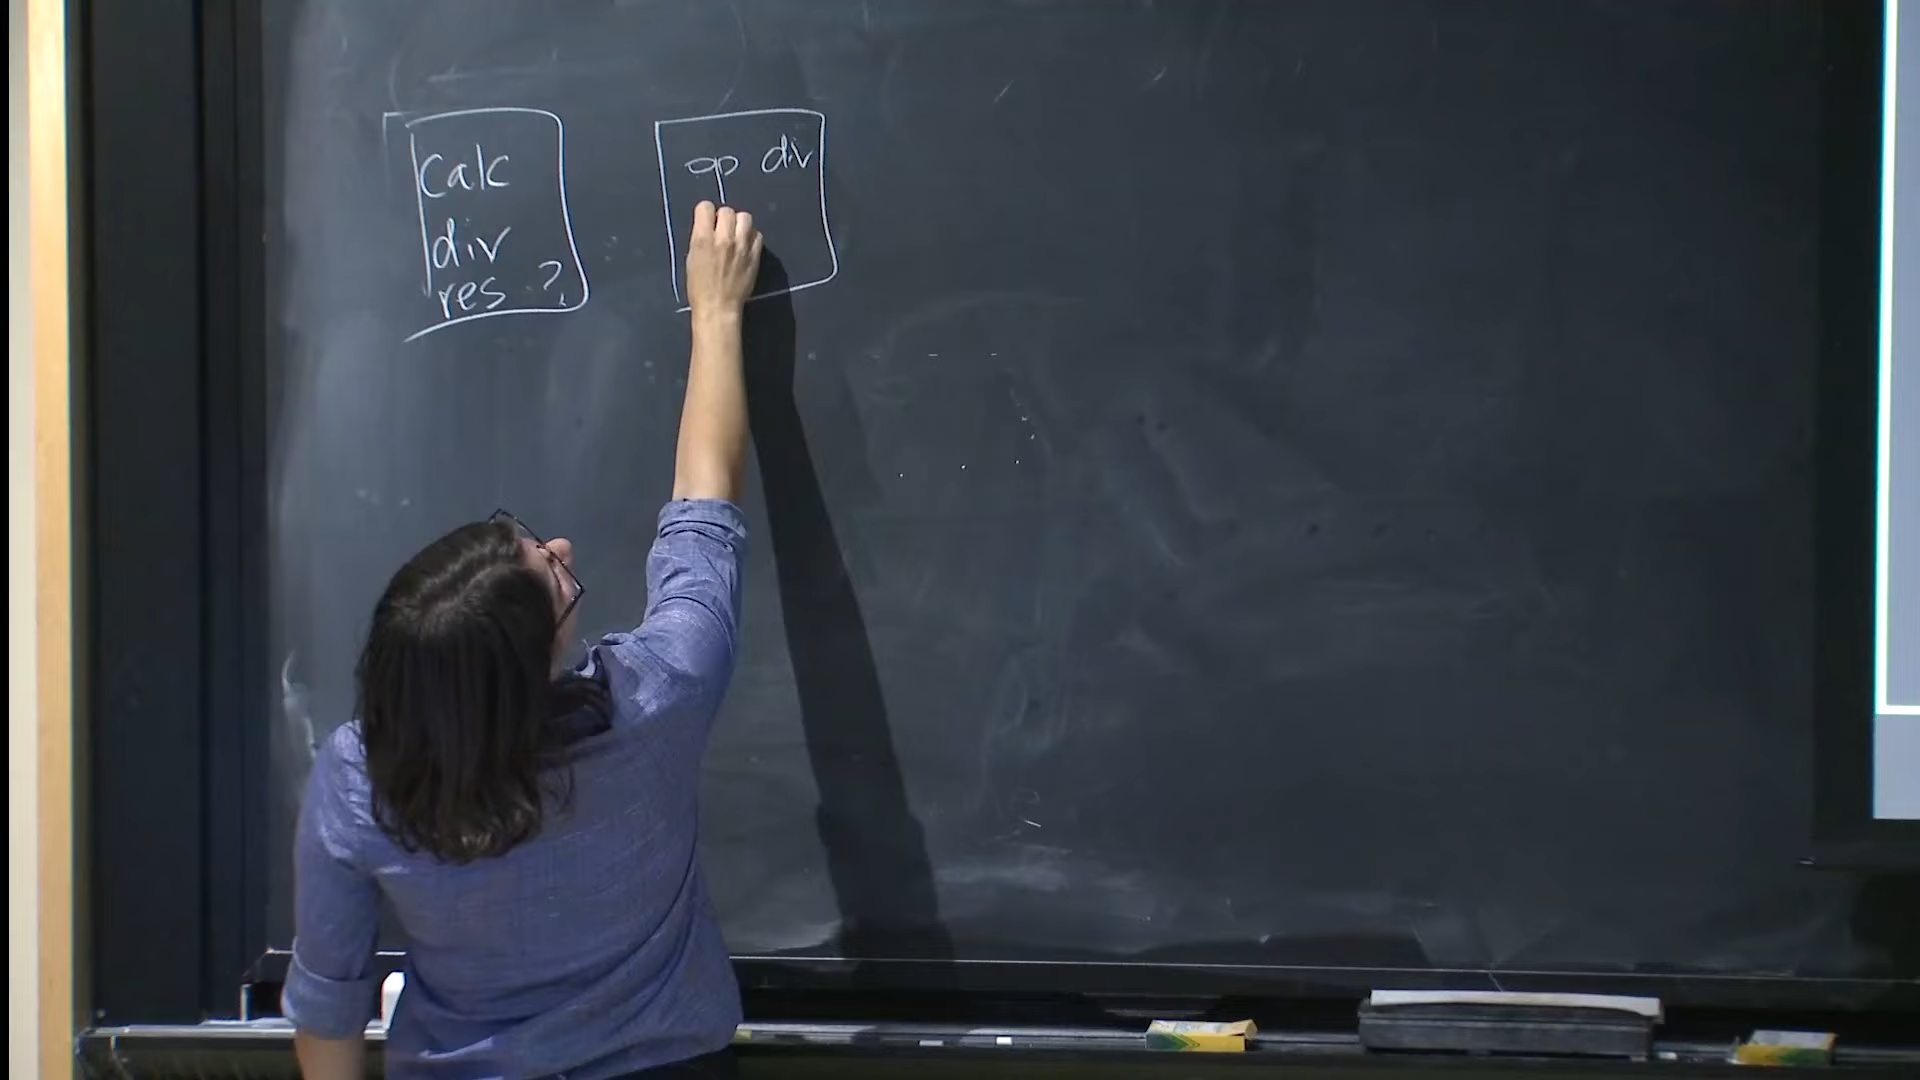 calc
div
res ?
op div